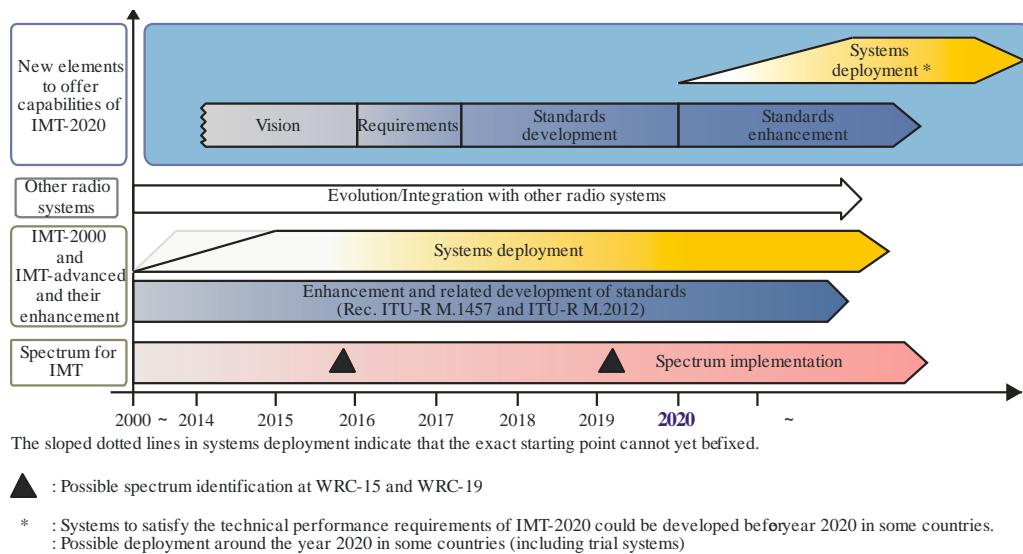 New elements
to offer
capabilities of
IMT-2020
Systems
deployment *
Vision
Requirements
Standards
development
Standards
enhancement
Other radio
systems
Evolution/Integration with other radio systems
IMT-2000
and
IMT-advanced
and their
enhancement
Systems deployment
Enhancement and related development of standards
(Rec. ITU-R M.1457 and ITU-R M.2012)
Spectrum for
IMT
Spectrum implementation
2000 ~ 2014 2015 2016 2017 2018 2019 2020 ~
The sloped dotted lines in systems deployment indicate that the exact starting point cannot yet be fixed.
: Possible spectrum identification at WRC-15 and WRC-19
* : Systems to satisfy the technical performance requirements of IMT-2020 could be developed before year 2020 in some countries.
: Possible deployment around the year 2020 in some countries (including trial systems)